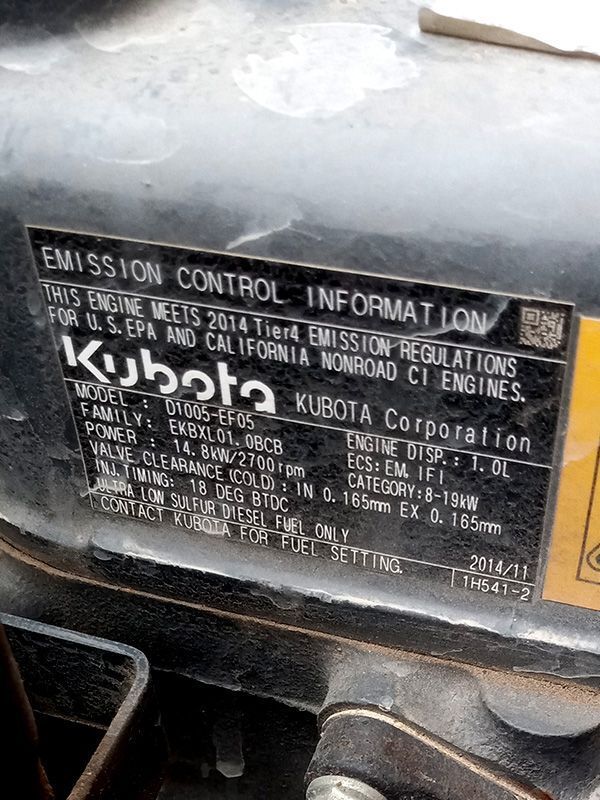 EMISSION CONTROL INFORMATION
THIS ENGINE MEETS 2014 Tier4 EMISSION REGULATIONS
FOR U.S.EPA AND CALIFORNIA NONROAD CI ENGINES.
Kubota KUBOTA Corporation
MODEL : D1005-EF05 ENGINE DISP.: 1.0L
FAMILY: EKBXL01.0BCB ECS: EM, IFI
POWER : 14.8kW/2700rpm CATEGORY:8-19kW
VALVE CLEARANCE(COLD): IN 0.165mm EX 0.165mm
INJ.TIMING: 18 DEG BTDC
ULTRA LOW SULFUR DIESEL FUEL ONLY 2014/11
CONTACT KUBOTA FOR FUEL SETTING. 1H541-2